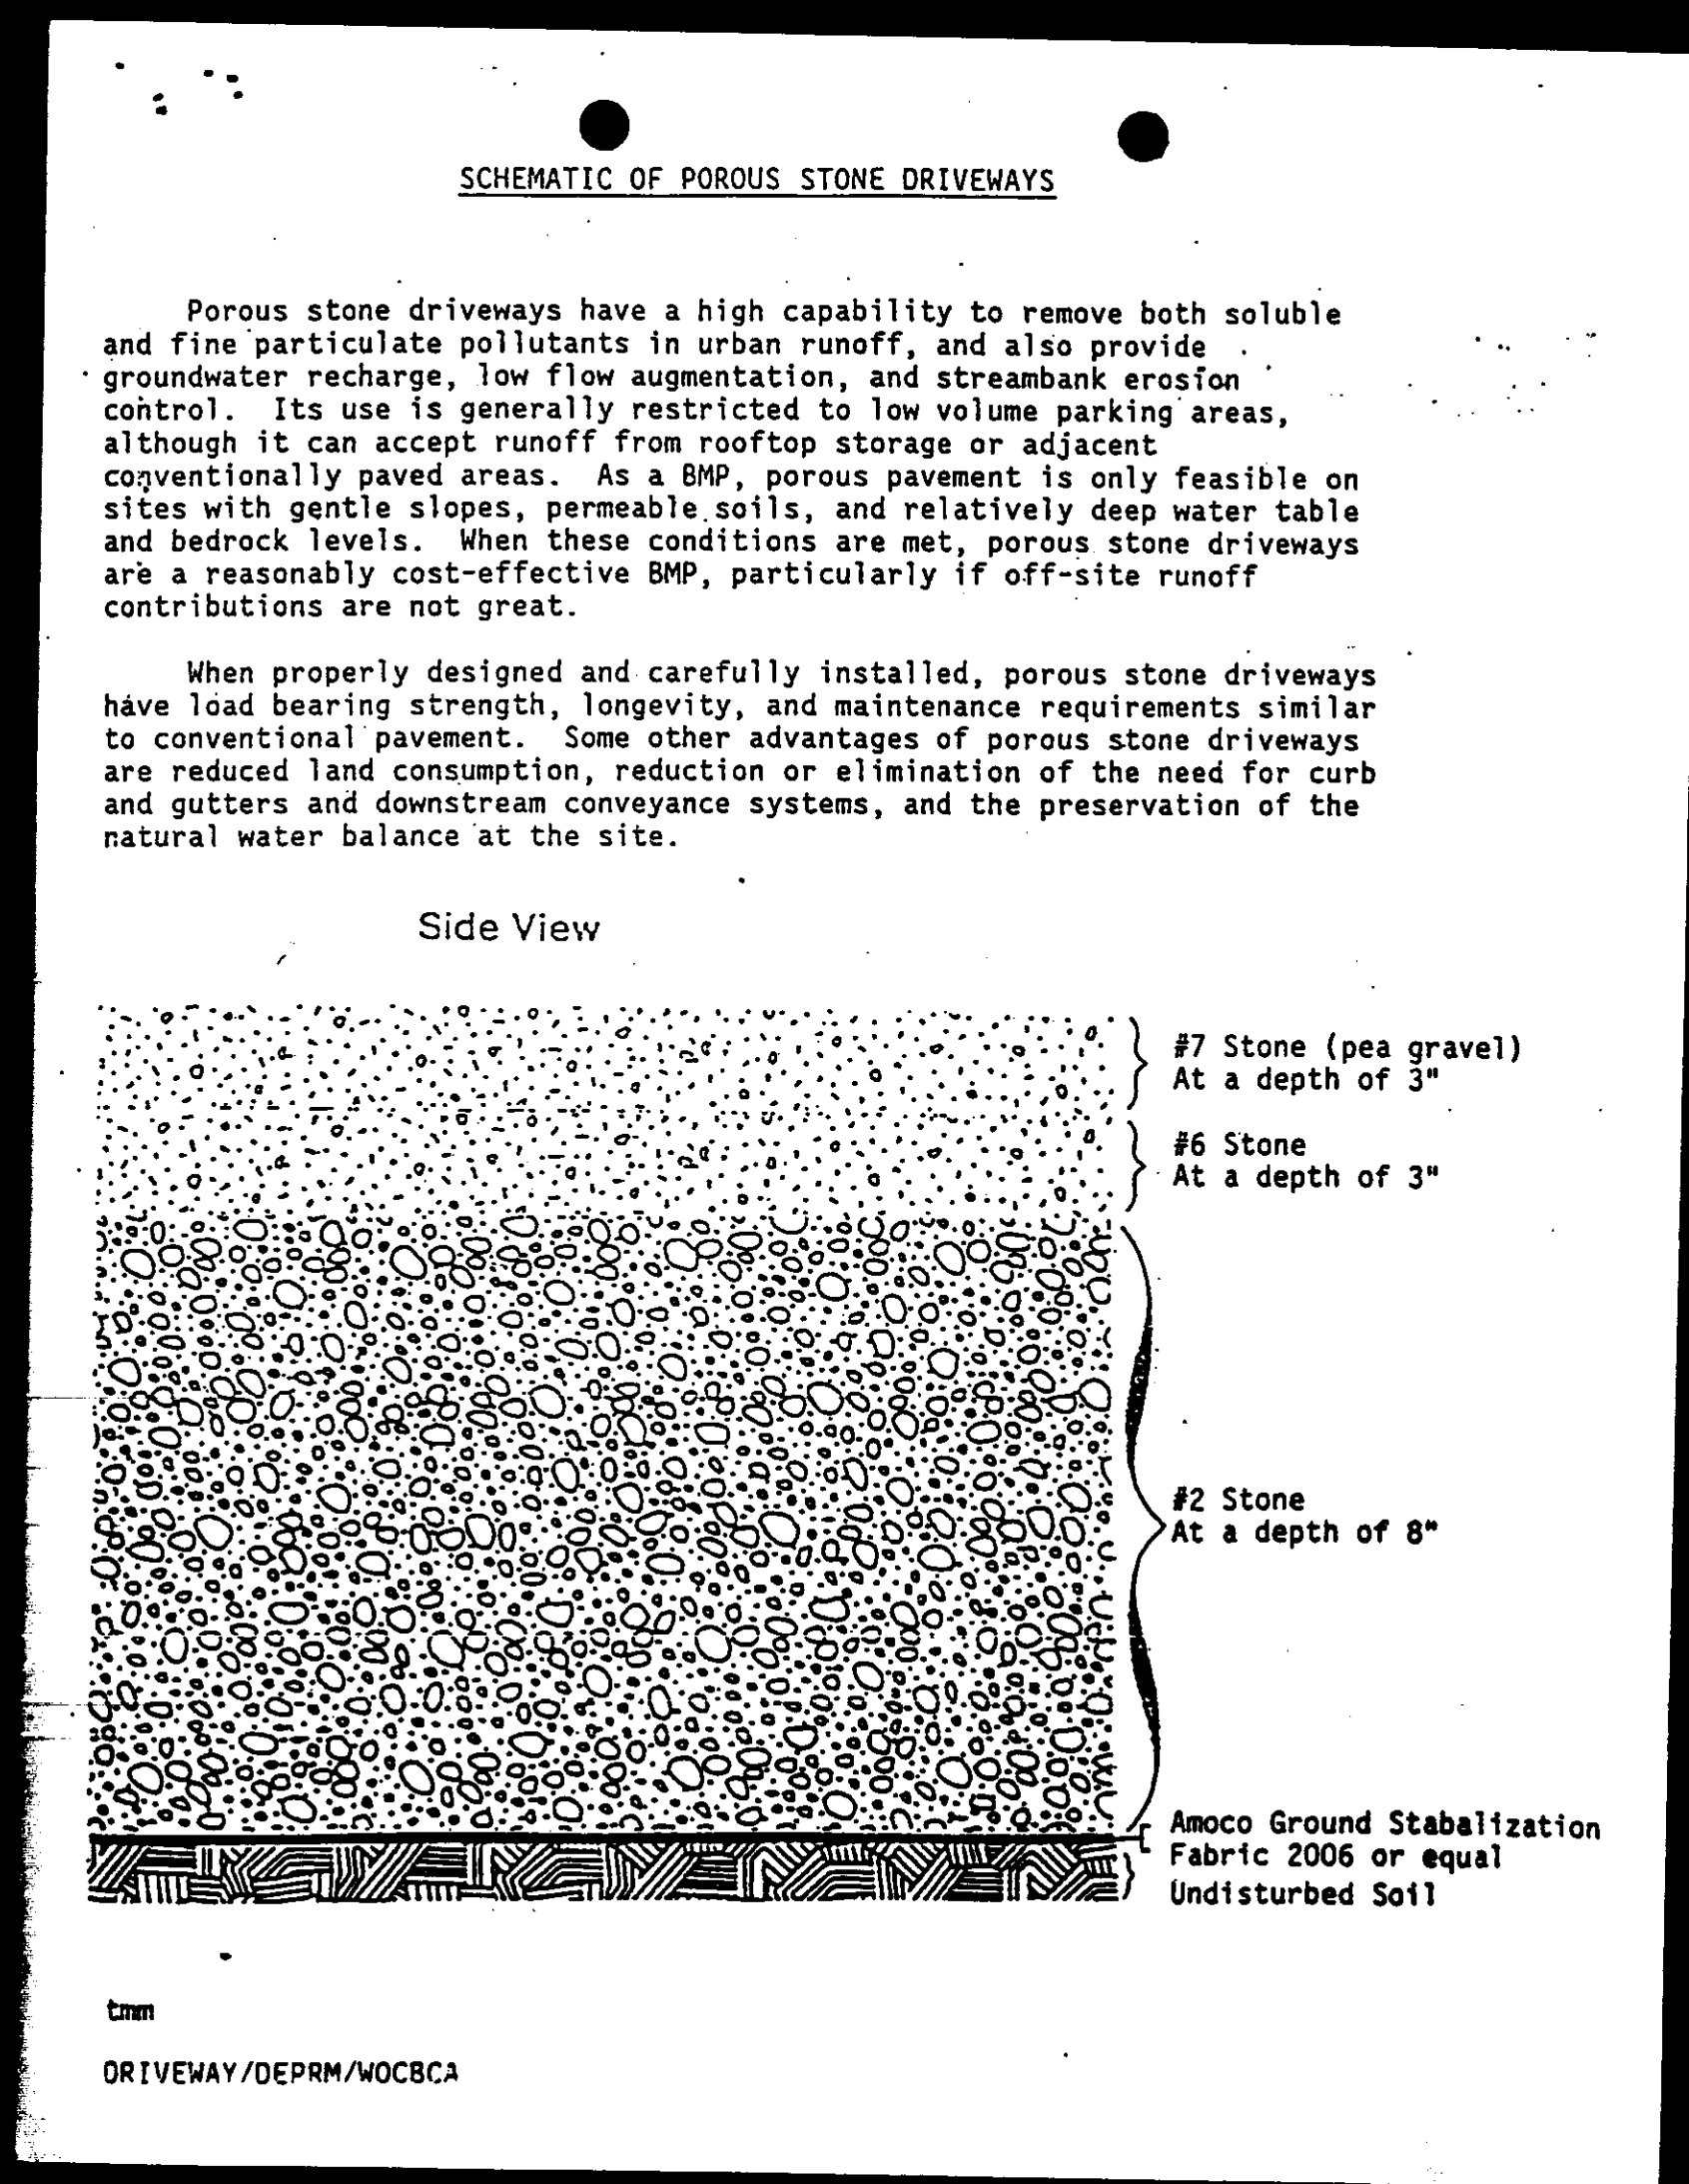 SCHEMATIC OF POROUS STONE DRIVEWAYS
Porous stone driveways have a high capability to remove both soluble
and fine particulate pollutants in urban runoff, and also provide
groundwater recharge, low flow augmentation, and streambank erosion
control. Its use is generally restricted to low volume parking areas,
although it can accept runoff from rooftop storage or adjacent
conventionally paved areas. As a BMP, porous pavement is only feasible on
sites with gentle slopes, permeable soils, and relatively deep water table
and bedrock levels. When these conditions are met, porous stone driveways
are a reasonably cost-effective BMP, particularly if off-site runoff
contributions are not great.
When properly designed and carefully installed, porous stone driveways
have load bearing strength, longevity, and maintenance requirements similar
to conventional pavement. Some other advantages of porous stone driveways
are reduced land consumption, reduction or elimination of the need for curb
and gutters and downstream conveyance systems, and the preservation of the
natural water balance at the site.
Side View
#7 Stone (pea gravel)
At a depth of 3"
#6 Stone
At a depth of 3"
#2 Stone
At a depth of 8"
Amoco Ground Stabalization
Fabric 2006 or equal
Undisturbed Soil
tmm
DRIVEWAY/DEPRM/WOCBCA